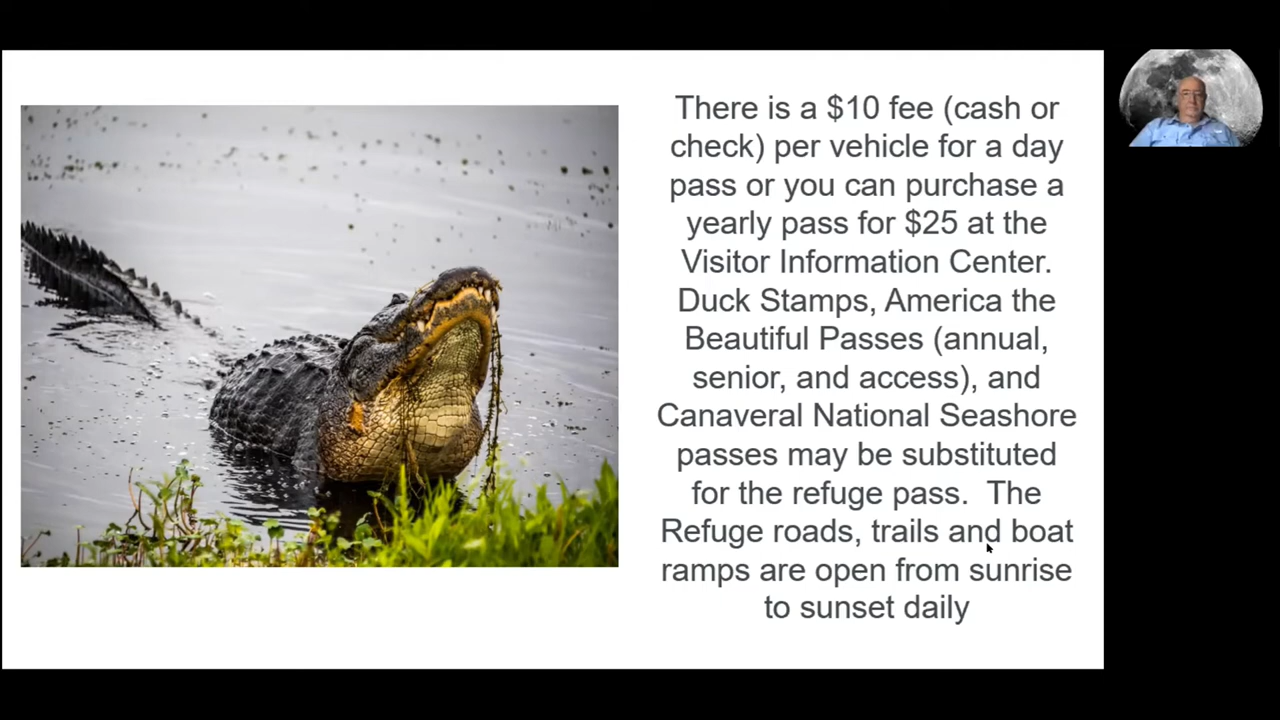 There is a $10 fee (cash or
check) per vehicle for a day
pass or you can purchase a
yearly pass for $25 at the
Visitor Information Center.
Duck Stamps, America the
Beautiful Passes (annual,
senior, and access), and
Canaveral National Seashore
passes may be substituted
for the refuge pass.  The
Refuge roads, trails and boat
ramps are open from sunrise
to sunset daily